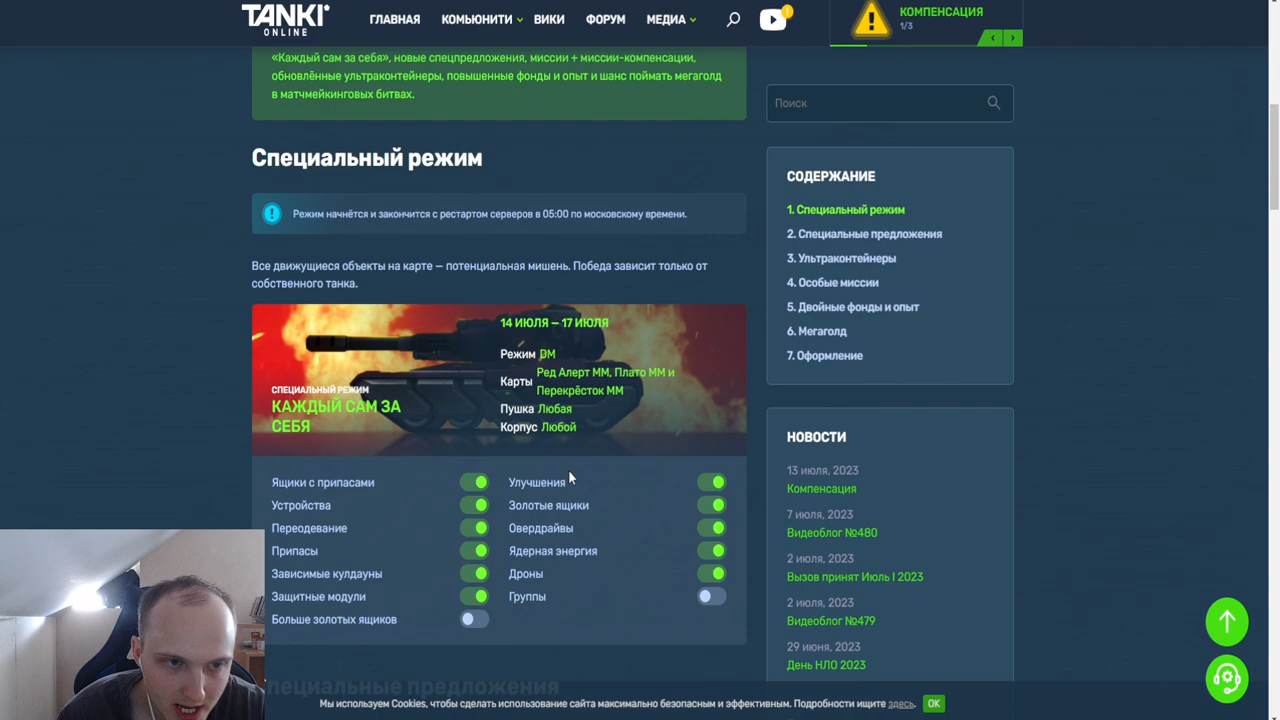 TANKI
ONLINE
ГЛАВНАЯ
КОМЬЮНИТИ
ВИКИ
ФОРУМ
МЕДИА
КОМПЕНСАЦИЯ
1/3
«Каждый сам за себя», новые спецпредложения, миссии + миссии-компенсации,
обновлённые ультраконтейнеры, повышенные фонды и опыт и шанс поймать мегаголд
в матчмейкинговых битвах.
Специальный режим
Режим начнётся и закончится с рестартом серверов в 05:00 по московскому времени.
Все движущиеся объекты на карте — потенциальная мишень. Победа зависит только от
собственного танка.
СПЕЦИАЛЬНЫЙ РЕЖИМ
КАЖДЫЙ САМ ЗА
СЕБЯ
14 ИЮЛЯ — 17 ИЮЛЯ
Режим DM
Карты Ред Алерт ММ, Плато ММ и
Перекрёсток ММ
Пушка Любая
Корпус Любой
Ящики с припасами
Устройства
Переодевание
Припасы
Зависимые кулдауны
Защитные модули
Больше золотых ящиков
Улучшения
Золотые ящики
Овердрайвы
Ядерная энергия
Дроны
Группы
Специальные предложения
Поиск
СОДЕРЖАНИЕ
1. Специальный режим
2. Специальные предложения
3. Ультраконтейнеры
4. Особые миссии
5. Двойные фонды и опыт
6. Мегаголд
7. Оформление
НОВОСТИ
13 июля, 2023
Компенсация
7 июля, 2023
Видеоблог №480
2 июля, 2023
Вызов принят Июль I 2023
2 июля, 2023
Видеоблог №479
29 июня, 2023
День НЛО 2023
Мы используем Cookies, чтобы сделать использование сайта максимально безопасным и эффективным. Подробности ищите здесь.
OK